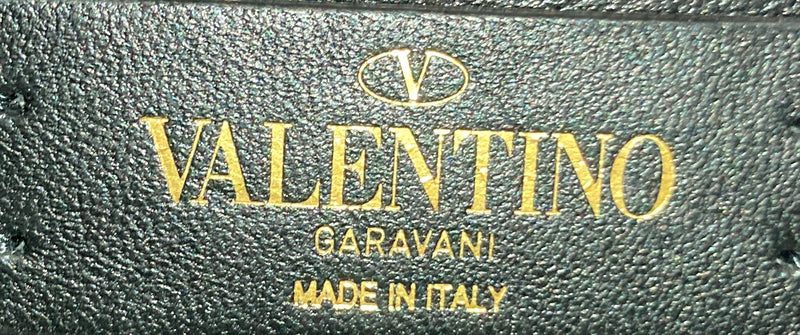 V
VALENTINO
GARAVANI
MADE IN ITALY